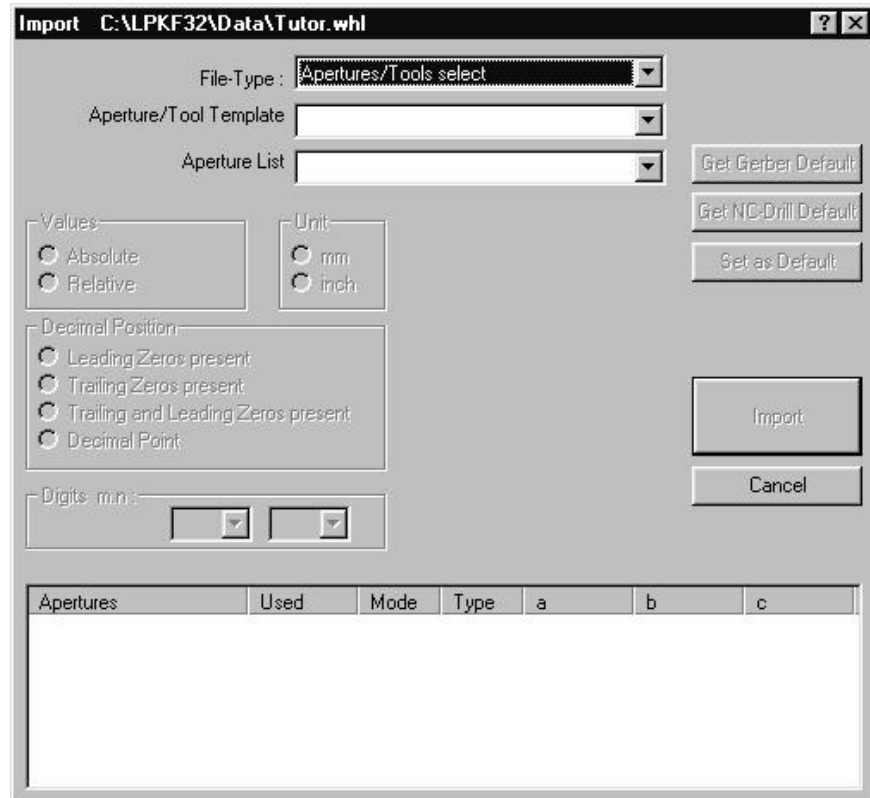 Import C:\LPKF32\Data\Tutor.whl
File-Type : Apertures/Tools select
Aperture/Tool Template
Aperture List
Get Gerber Default
Get NC-Drill Default
Set as Default
Values
Absolute
Relative
Unit
mm
inch
Decimal Position
Leading Zeros present
Trailing Zeros present
Trailing and Leading Zeros present
Decimal Point
Import
Cancel
Digits m.n :
Apertures Used Mode Type a b c